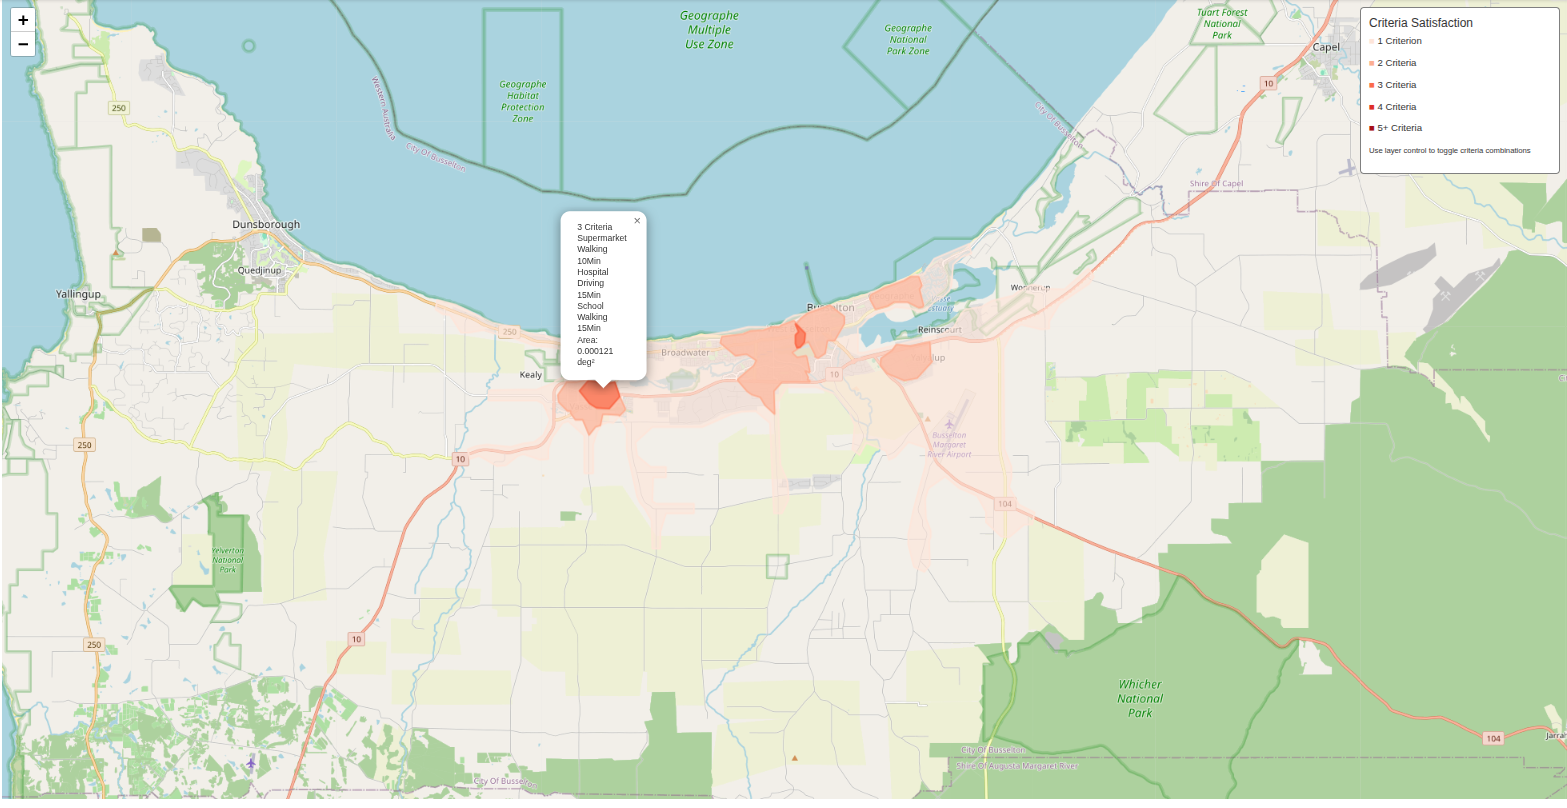 +
−
Geographe
Multiple
Use Zone
Geographe
National
Park Zone
Tuart Forest
National
Park
Capel
Criteria Satisfaction
1 Criterion
2 Criteria
3 Criteria
4 Criteria
5+ Criteria
Use layer control to toggle criteria combinations
Geographe
Habitat
Protection
Zone
Western Australia
City Of Busselton
City Of Busselton
250
10
Shire Of Capel
Dunsborough
Quedjinup
Yallingup
×
3 Criteria
Supermarket
Walking
10Min
Hospital
Driving
15Min
School
Walking
15Min
Area:
0.000121
deg²
250
Kealy
Broadwater
Reinscourt
10
250
10
Busselton
Margaret
River Airport
104
Yelverton
National
Park
10
250
Whicher
National
Park
104
City Of Busselton
Shire Of Augusta Margaret River
City Of Busselton